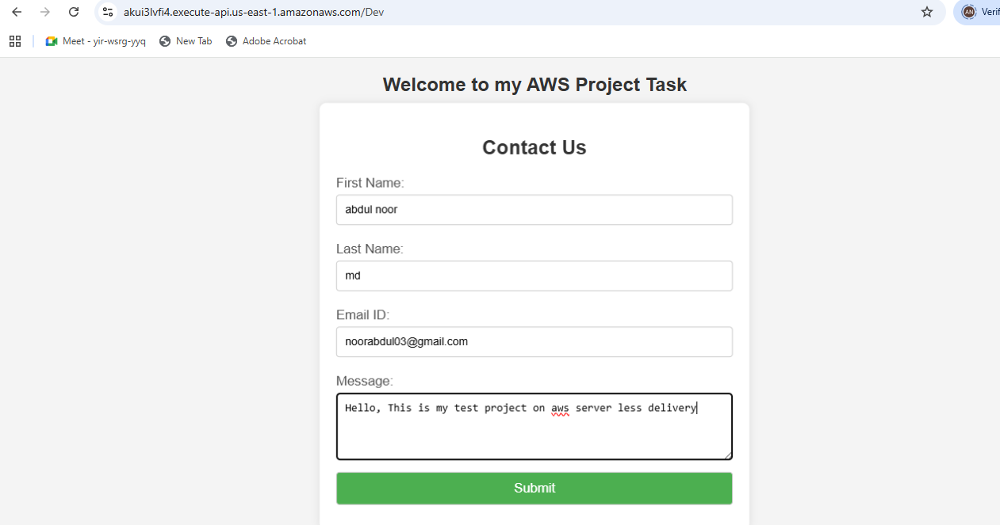 akui3lvfi4.execute-api.us-east-1.amazonaws.com/Dev
AN Verif
Meet - yir-wsrg-yyq New Tab Adobe Acrobat
Welcome to my AWS Project Task
Contact Us
First Name:
abdul noor
Last Name:
md
Email ID:
noorabdul03@gmail.com
Message:
Hello, This is my test project on aws server less delivery
Submit